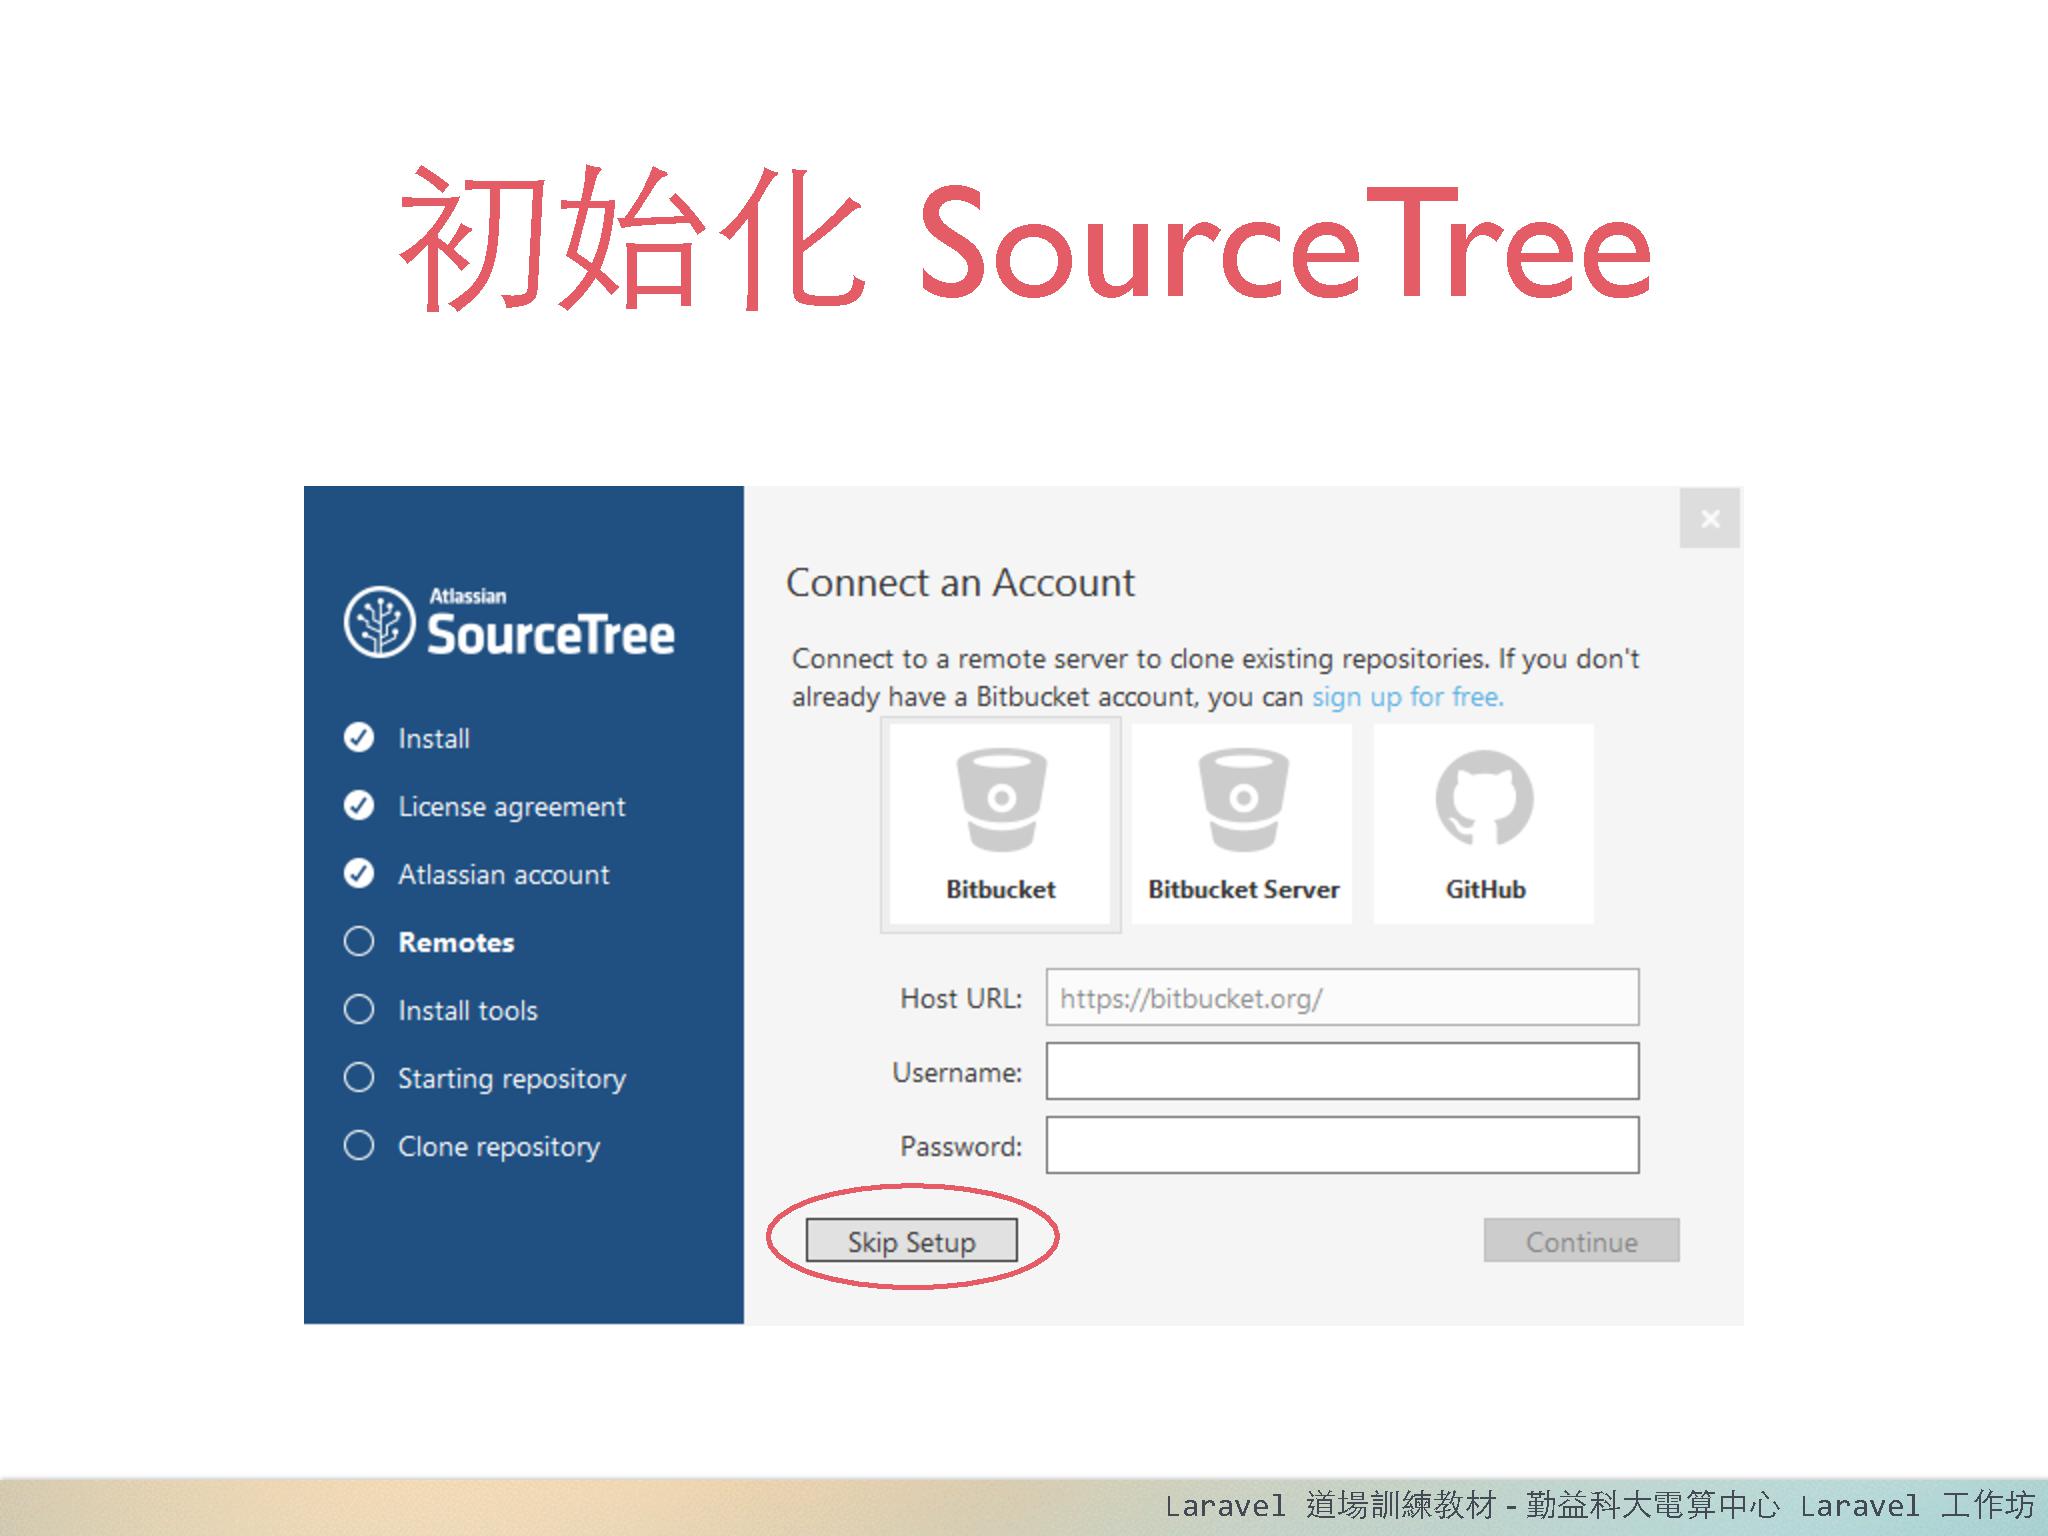 初始化 SourceTree
Atlassian
SourceTree
Install
License agreement
Atlassian account
Remotes
Install tools
Starting repository
Clone repository
Connect an Account
Connect to a remote server to clone existing repositories. If you don't
already have a Bitbucket account, you can sign up for free.
Bitbucket
Bitbucket Server
GitHub
Host URL: https://bitbucket.org/
Username:
Password:
Skip Setup
Continue
Laravel 道場訓練教材 - 勤益科大電算中心 Laravel 工作坊